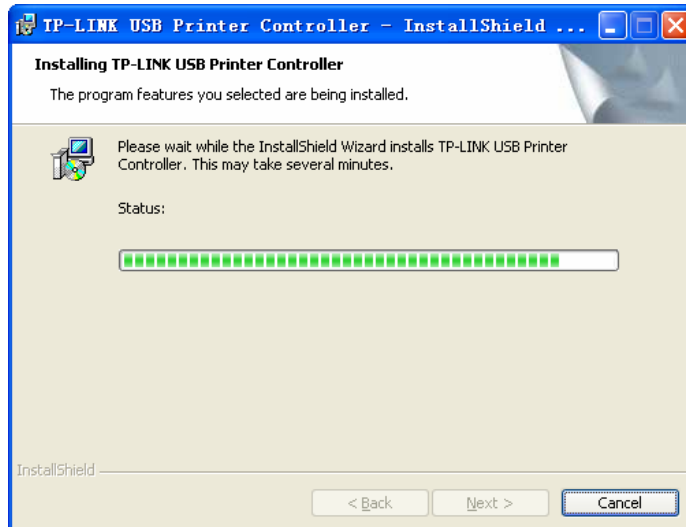 TP-LINK USB Printer Controller - InstallShield ...
Installing TP-LINK USB Printer Controller
The program features you selected are being installed.
Please wait while the InstallShield Wizard installs TP-LINK USB Printer
Controller. This may take several minutes.
Status:
InstallShield
< Back
Next >
Cancel